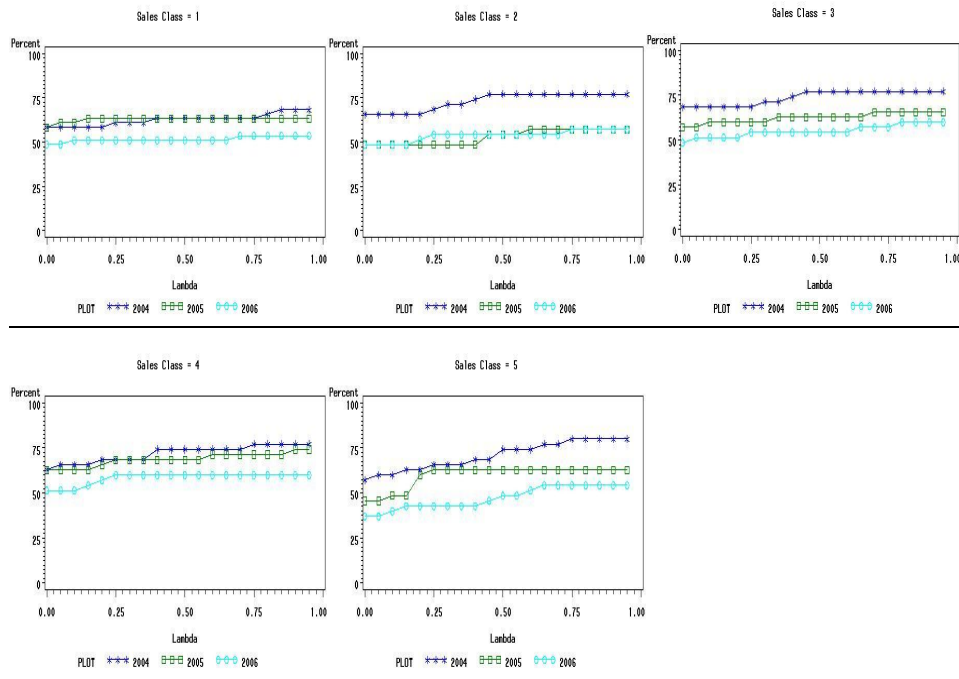 Sales Class = 1
Percent
100
75
50
25
0
0.00 0.25 0.50 0.75 1.00
Lambda
PLOT 2004 2005 2006
Sales Class = 2
Percent
100
75
50
25
0
0.00 0.25 0.50 0.75 1.00
Lambda
PLOT 2004 2005 2006
Sales Class = 3
Percent
100
75
50
25
0
0.00 0.25 0.50 0.75 1.00
Lambda
PLOT 2004 2005 2006
Sales Class = 4
Percent
100
75
50
25
0
0.00 0.25 0.50 0.75 1.00
Lambda
PLOT 2004 2005 2006
Sales Class = 5
Percent
100
75
50
25
0
0.00 0.25 0.50 0.75 1.00
Lambda
PLOT 2004 2005 2006